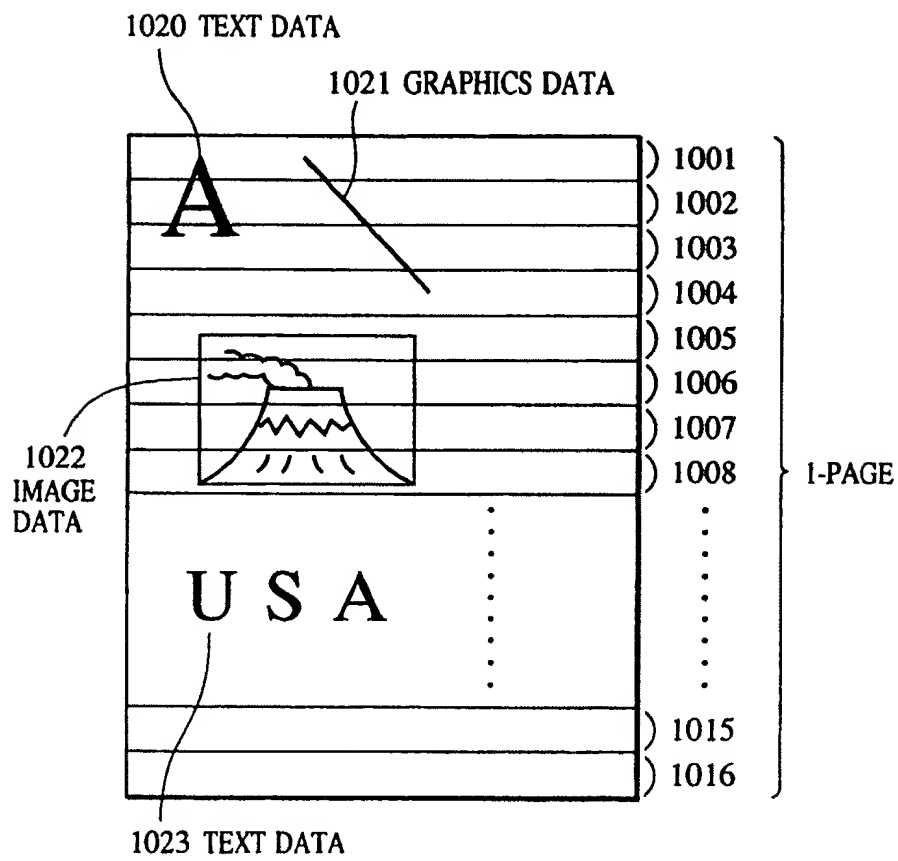 1020 TEXT DATA
1021 GRAPHICS DATA
1001
A
1002
1003
1004
1005
1006
1007
1022
IMAGE
DATA
1008
1-PAGE
U S A
1015
1016
1023 TEXT DATA